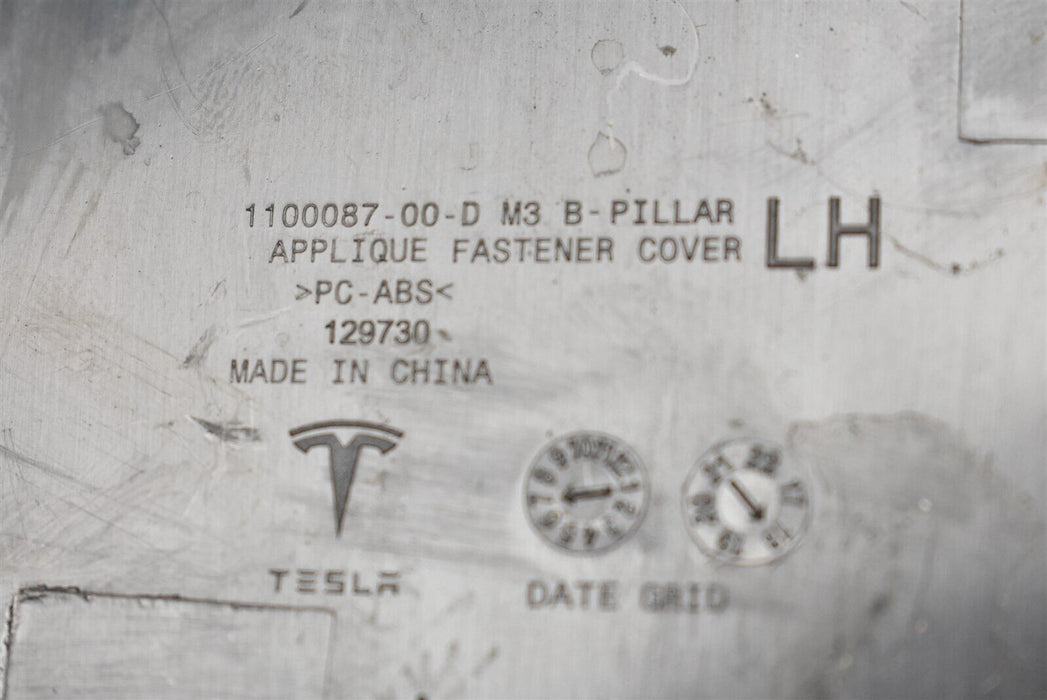 1100087-00-D M3 B-PILLAR LH
APPLIQUE FASTENER COVER
>PC-ABS<
129730
MADE IN CHINA
TESLA
DATE GRID